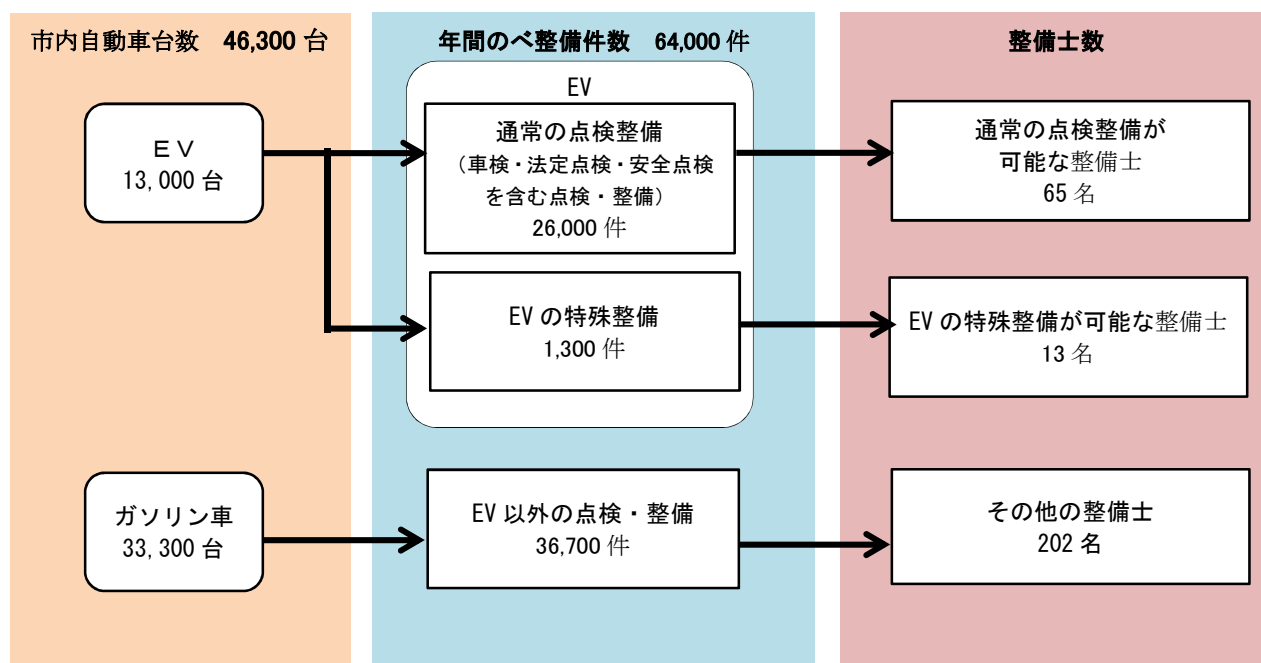 市内自動車台数　46,300 台
ＥＶ
13,000 台
ガソリン車
33,300 台
年間のべ整備件数　64,000 件
EV
通常の点検整備
（車検・法定点検・安全点検
を含む点検・整備）
26,000 件
EV の特殊整備
1,300 件
EV 以外の点検・整備
36,700 件
整備士数
通常の点検整備が
可能な整備士
65 名
EV の特殊整備が可能な整備士
13 名
その他の整備士
202 名